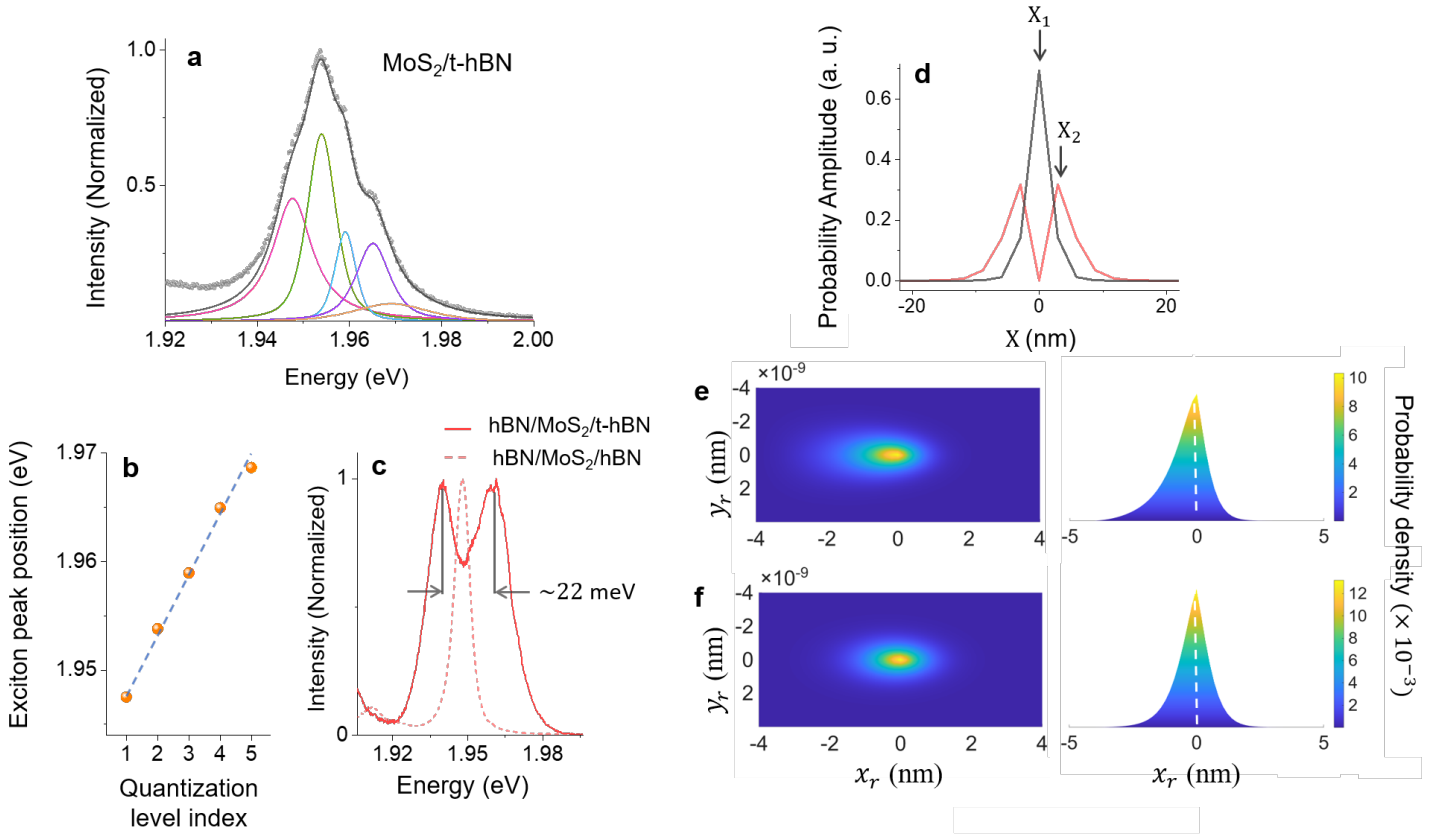 a
MoS₂/t-hBN
Intensity (Normalized)
1.0
0.5
1.92
1.94
1.96
1.98
2.00
Energy (eV)
b
Exciton peak position (eV)
1.97
1.96
1.95
1
2
3
4
5
Quantization
level index
hBN/MoS₂/t-hBN
hBN/MoS₂/hBN
c
Intensity (Normalized)
1
0
~22 meV
1.92
1.95
1.98
Energy (eV)
d
X₁
X₂
Probability Amplitude (a. u.)
0.6
0.4
0.2
0.0
-20
0
20
X (nm)
e
×10⁻⁹
-4
-2
0
2
yᵣ (nm)
-4
-2
0
2
4
-5
0
5
10
8
6
4
2
f
×10⁻⁹
-4
-2
0
2
yᵣ (nm)
-4
-2
0
2
4
xᵣ (nm)
-5
0
5
xᵣ (nm)
12
10
8
6
4
2
Probability density (× 10⁻³)